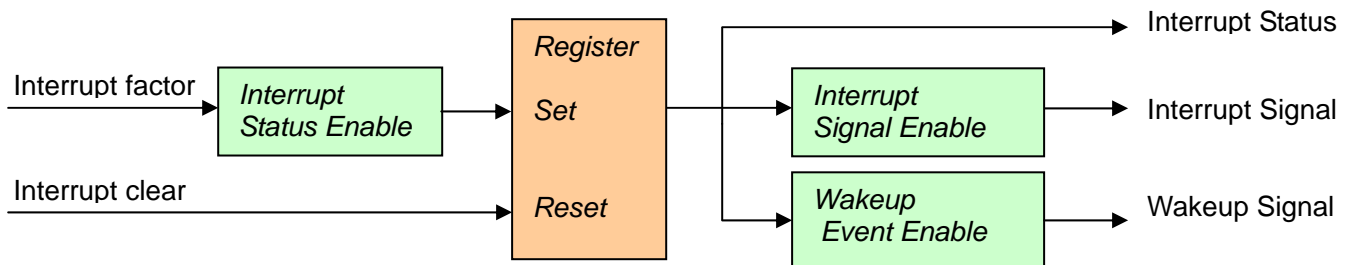 Interrupt factor
Interrupt clear
Interrupt
Status Enable
Register
Set
Reset
Interrupt
Signal Enable
Wakeup
Event Enable
Interrupt Status
Interrupt Signal
Wakeup Signal